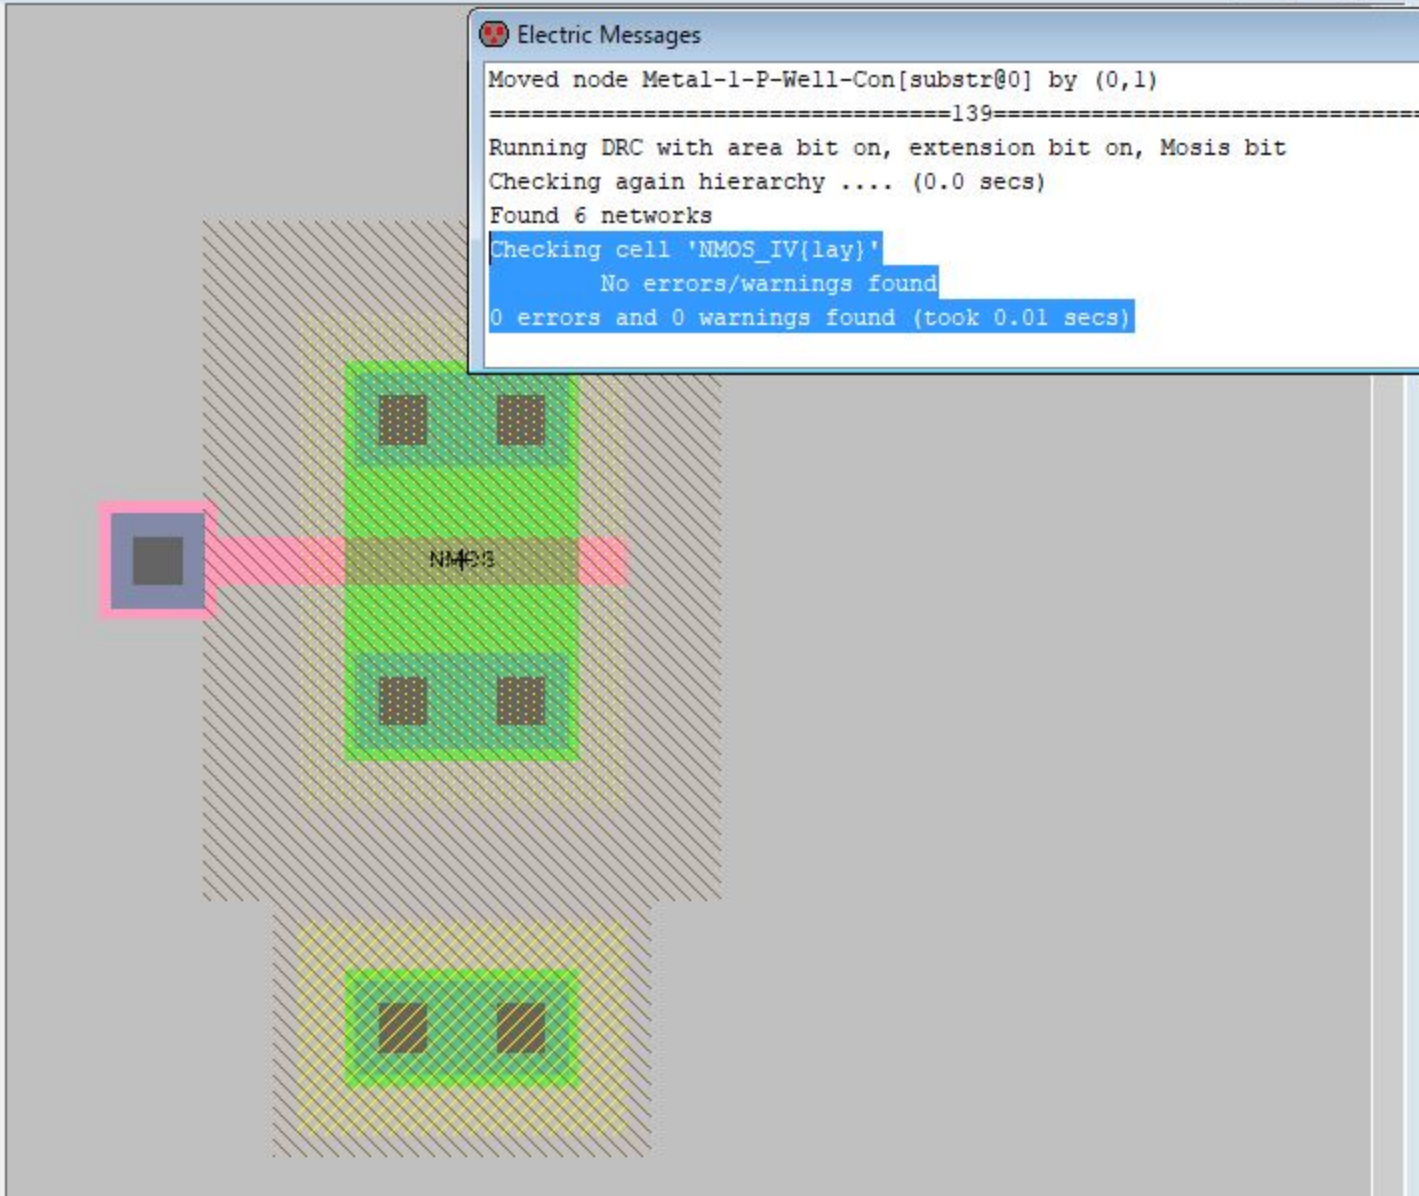 Electric Messages
Moved node Metal-1-P-Well-Con[substr@0] by (0,1)
==================================139===============================
Running DRC with area bit on, extension bit on, Mosis bit
Checking again hierarchy .... (0.0 secs)
Found 6 networks
Checking cell 'NMOS_IV{lay}'
No errors/warnings found
0 errors and 0 warnings found (took 0.01 secs)
NMOS